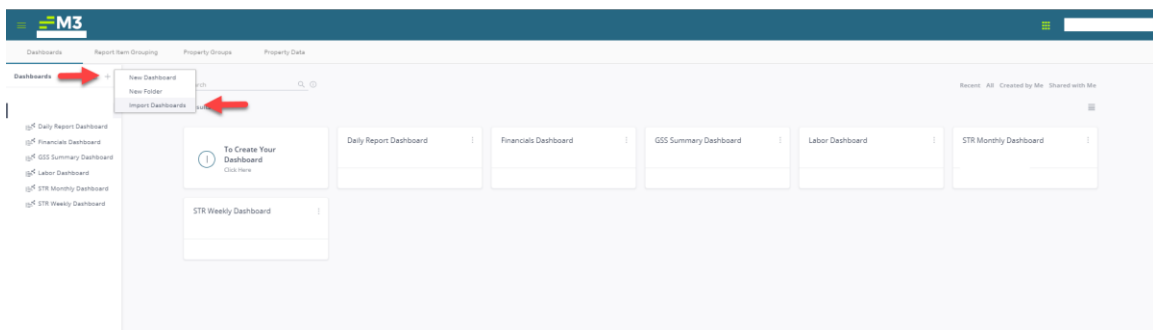 M3
Dashboards Report Item Grouping Property Groups Property Data
Dashboards +
New Dashboard
New Folder
Import Dashboards
Recent All Created by Me Shared with Me
Daily Report Dashboard
Financials Dashboard
GSS Summary Dashboard
Labor Dashboard
STR Monthly Dashboard
STR Weekly Dashboard
To Create Your
Dashboard
Click Here
Daily Report Dashboard
Financials Dashboard
GSS Summary Dashboard
Labor Dashboard
STR Monthly Dashboard
STR Weekly Dashboard